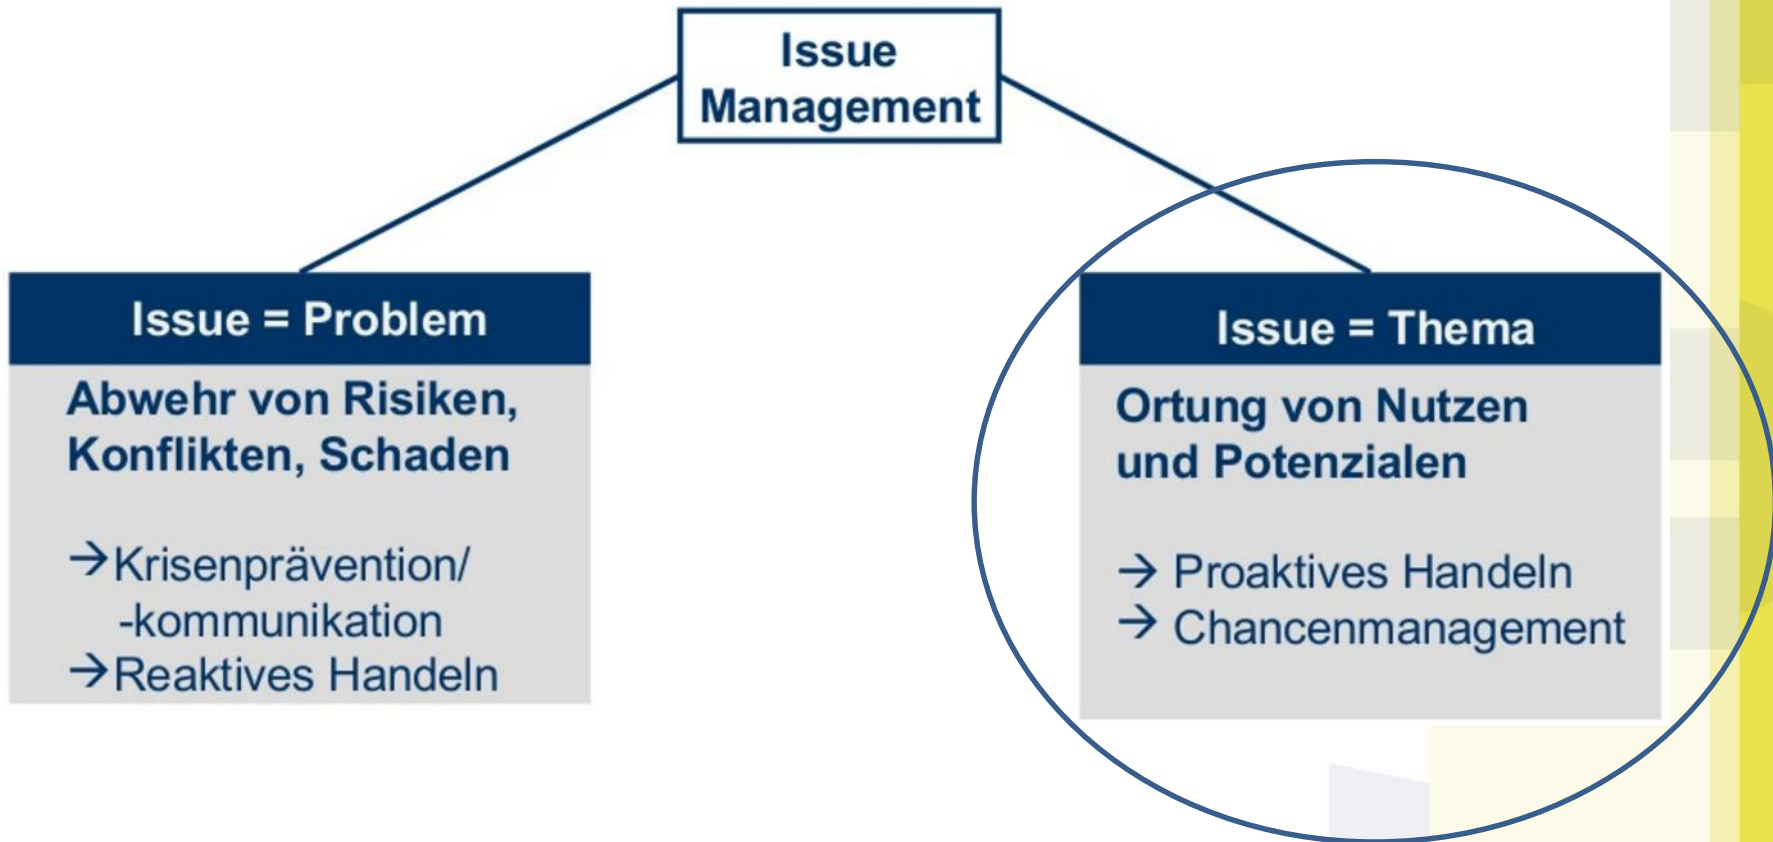 Issue
Management
Issue = Problem
Abwehr von Risiken,
Konflikten, Schaden
→Krisenprävention/
-kommunikation
→Reaktives Handeln
Issue = Thema
Ortung von Nutzen
und Potenzialen
→ Proaktives Handeln
→ Chancenmanagement